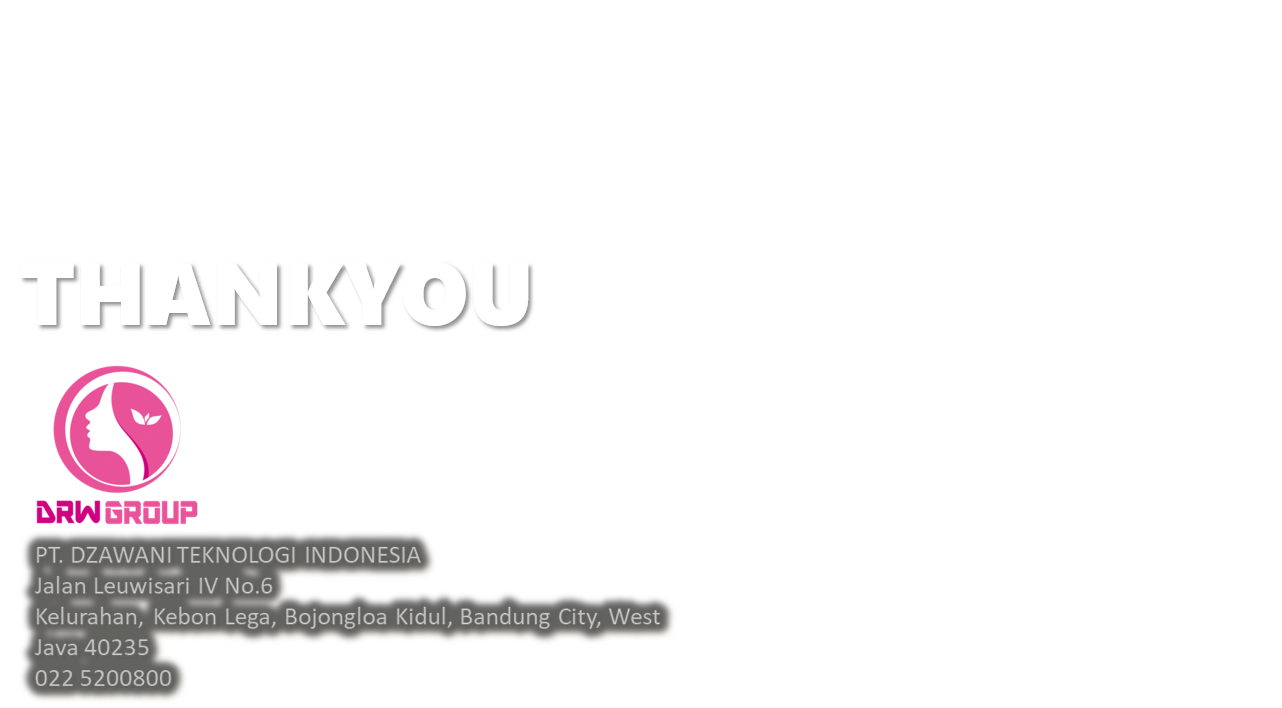 THANKYOU
DRW GROUP
PT. DZAWANI TEKNOLOGI INDONESIA
Jalan Leuwisari IV No.6
Kelurahan, Kebon Lega, Bojongloa Kidul, Bandung City, West
Java 40235
022 5200800